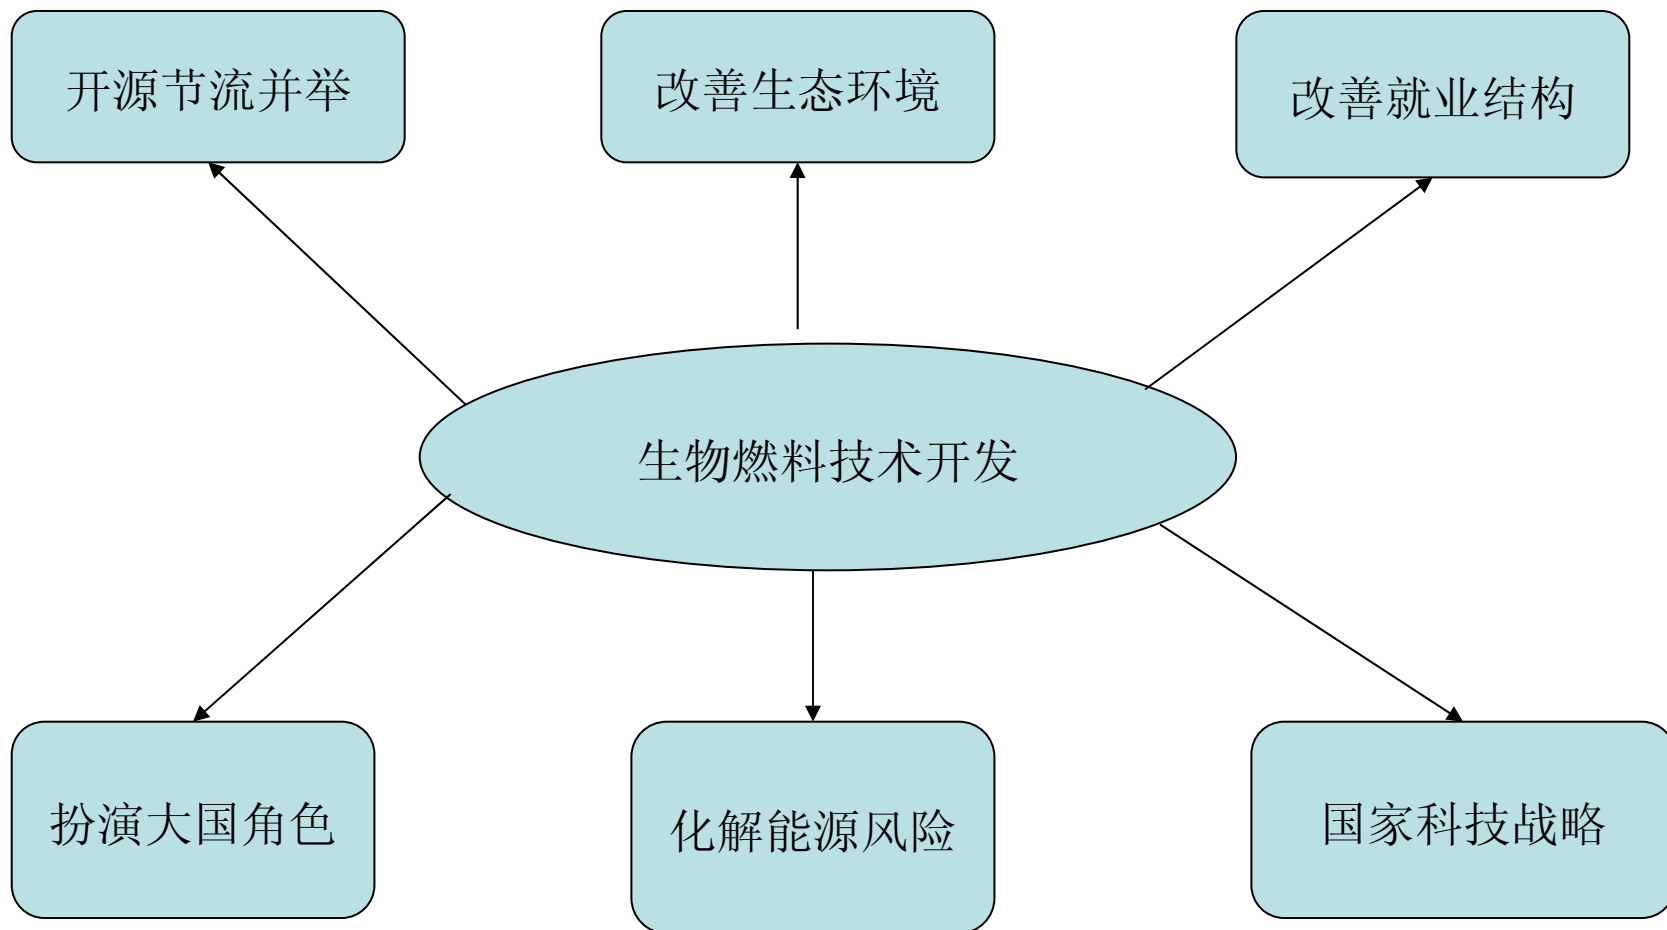 开源节流并举
改善生态环境
改善就业结构
生物燃料技术开发
扮演大国角色
化解能源风险
国家科技战略